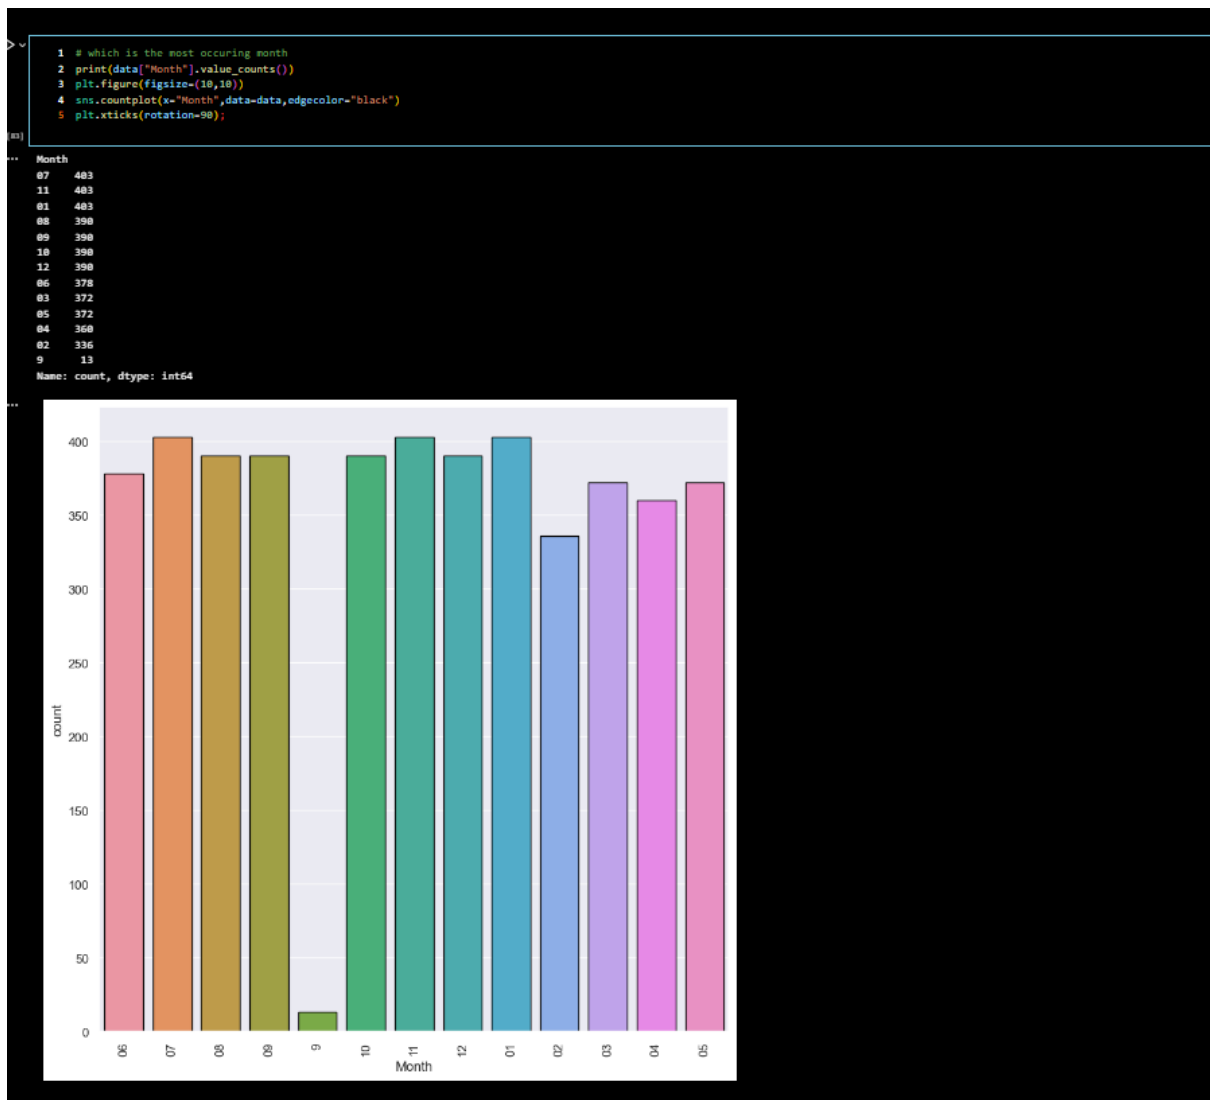 1 # which is the most occuring month
2 print(data["Month"].value_counts())
3 plt.figure(figsize=(10,10))
4 sns.countplot(x="Month",data=data,edgecolor="black")
5 plt.xticks(rotation=90);
[83]
Month
07 403
11 403
01 403
08 390
09 390
10 390
12 390
06 378
03 372
05 372
04 360
02 336
9 13
Name: count, dtype: int64
400
350
300
250
200
150
100
50
0
count
06 07 08 09 9 10 11 12 01 02 03 04 05
Month